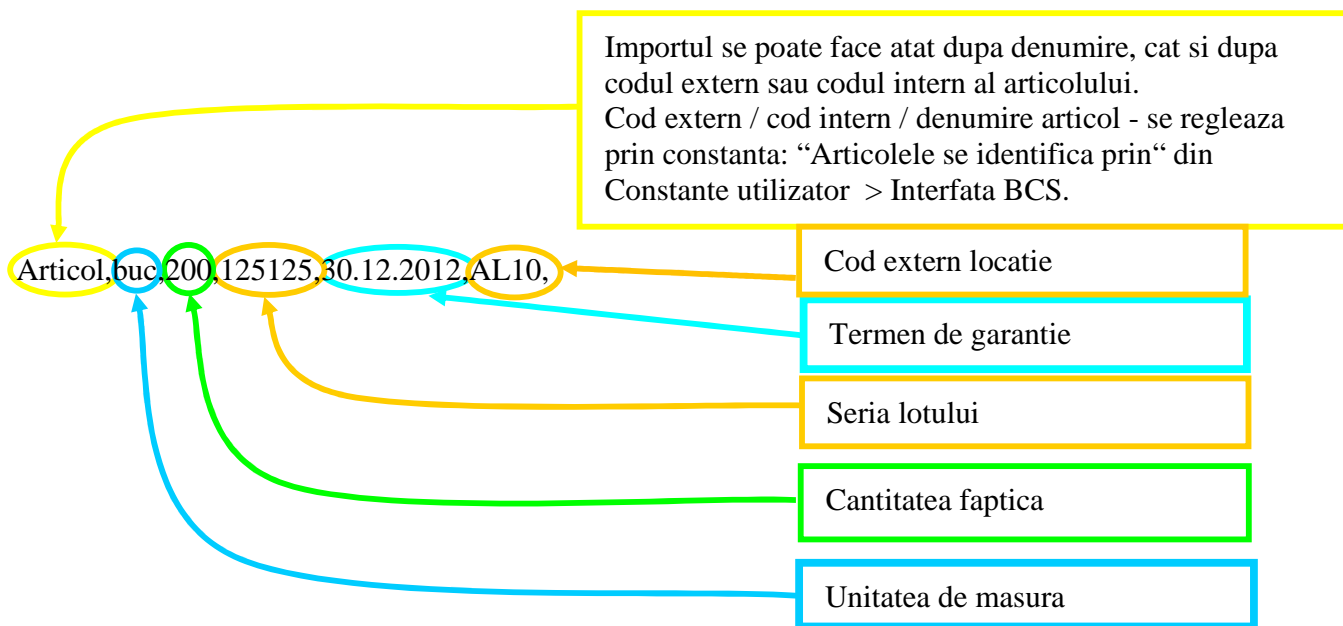 Importul se poate face atat dupa denumire, cat si dupa
codul extern sau codul intern al articolului.
Cod extern / cod intern / denumire articol - se regleaza
prin constanta: “Articolele se identifica prin“ din
Constante utilizator > Interfata BCS.
Articol,buc,200,125125,30.12.2012,AL10,
Cod extern locatie
Termen de garantie
Seria lotului
Cantitatea faptica
Unitatea de masura